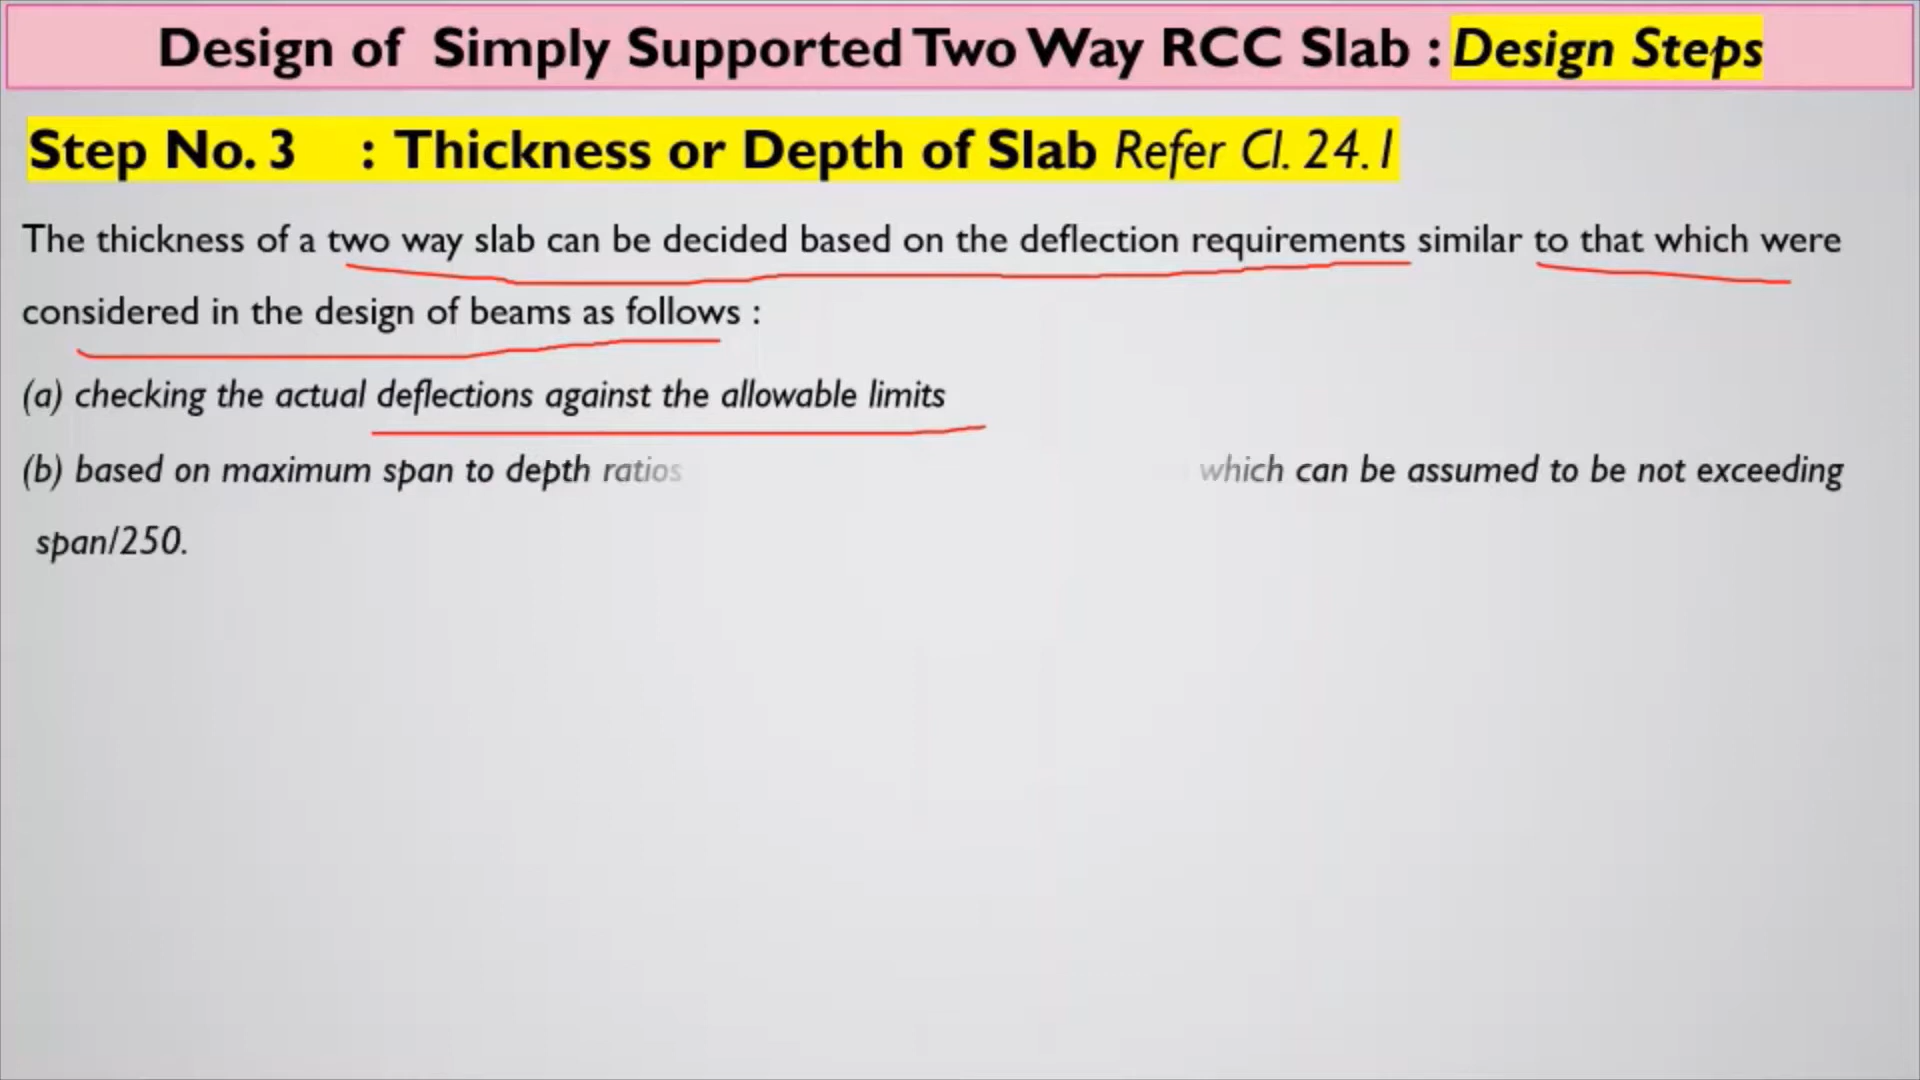 Design of Simply Supported Two Way RCC Slab : Design Steps
Step No. 3 : Thickness or Depth of Slab Refer Cl. 24.1
The thickness of a two way slab can be decided based on the deflection requirements similar to that which were
considered in the design of beams as follows :
(a) checking the actual deflections against the allowable limits
(b) based on maximum span to depth ratios which can be assumed to be not exceeding
span/250.